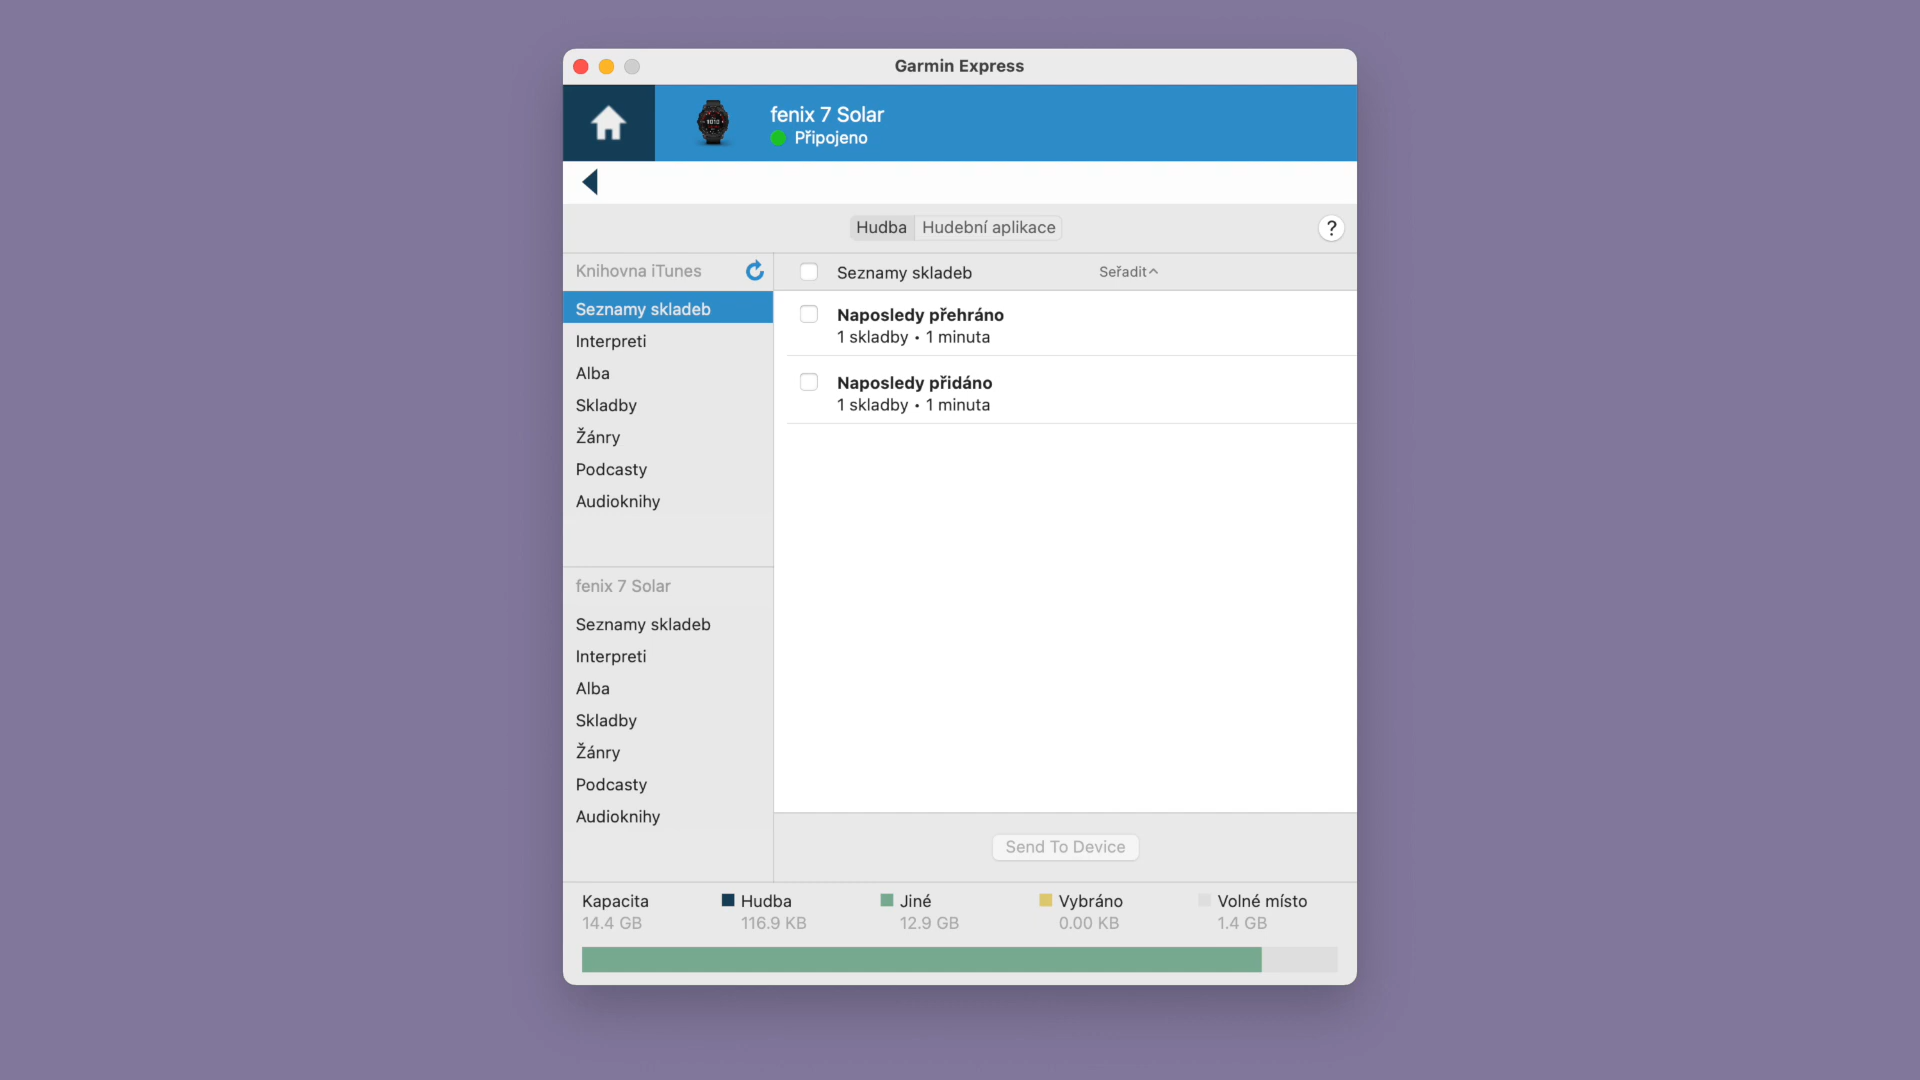 Garmin Express
fenix 7 Solar
Připojeno
Hudba Hudební aplikace
?
Knihovna iTunes
Seznamy skladeb
Interpreti
Alba
Skladby
Žánry
Podcasty
Audioknihy
fenix 7 Solar
Seznamy skladeb
Interpreti
Alba
Skladby
Žánry
Podcasty
Audioknihy
Seznamy skladeb Seřadit
Naposledy přehráno
1 skladby • 1 minuta
Naposledy přidáno
1 skladby • 1 minuta
Send To Device
Kapacita Hudba Jiné Vybráno Volné místo
14.4 GB 116.9 KB 12.9 GB 0.00 KB 1.4 GB